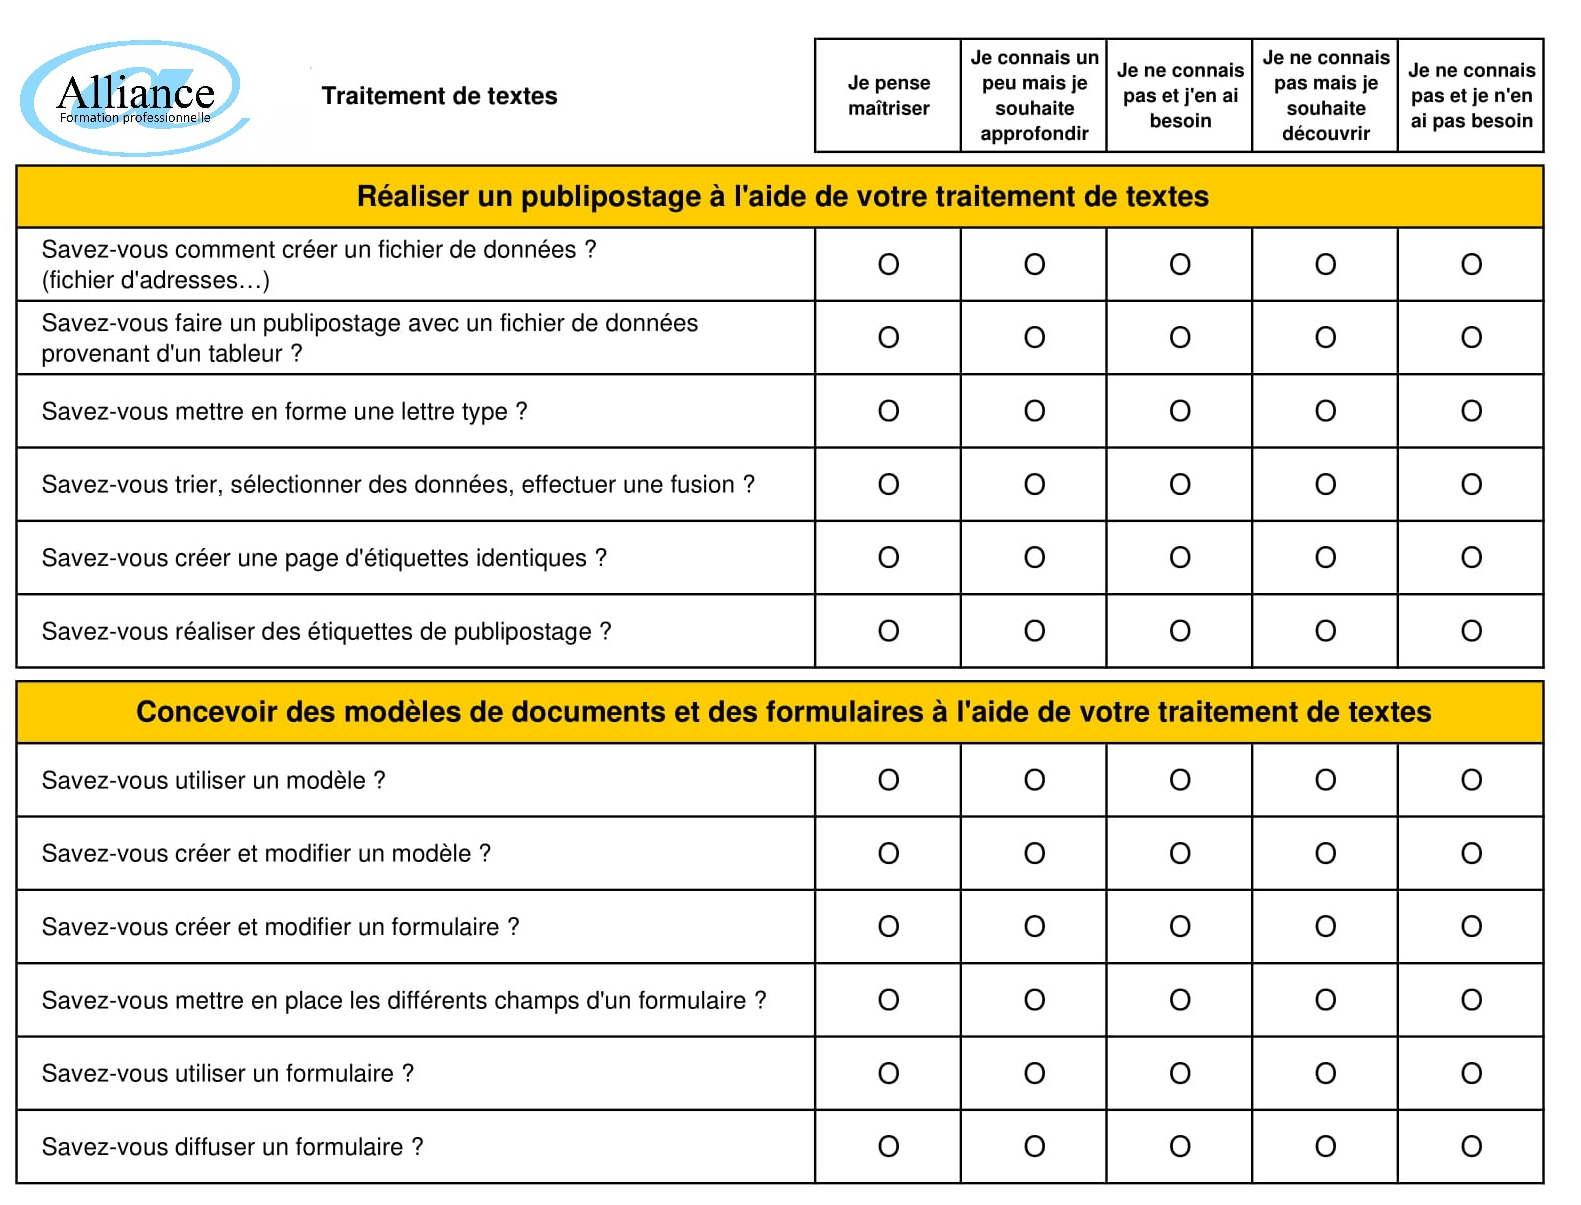 Alliance
Formation professionnelle
Traitement de textes
Je pense
maîtriser
Je connais un
peu mais je
souhaite
approfondir
Je ne connais
pas et j'en ai
besoin
Je ne connais
pas mais je
souhaite
découvrir
Je ne connais
pas et je n'en
ai pas besoin
Réaliser un publipostage à l'aide de votre traitement de textes
Savez-vous comment créer un fichier de données ?
(fichier d'adresses…)
O O O O O
Savez-vous faire un publipostage avec un fichier de données
provenant d'un tableur ?
O O O O O
Savez-vous mettre en forme une lettre type ? O O O O O
Savez-vous trier, sélectionner des données, effectuer une fusion ? O O O O O
Savez-vous créer une page d'étiquettes identiques ? O O O O O
Savez-vous réaliser des étiquettes de publipostage ? O O O O O
Concevoir des modèles de documents et des formulaires à l'aide de votre traitement de textes
Savez-vous utiliser un modèle ? O O O O O
Savez-vous créer et modifier un modèle ? O O O O O
Savez-vous créer et modifier un formulaire ? O O O O O
Savez-vous mettre en place les différents champs d'un formulaire ? O O O O O
Savez-vous utiliser un formulaire ? O O O O O
Savez-vous diffuser un formulaire ? O O O O O